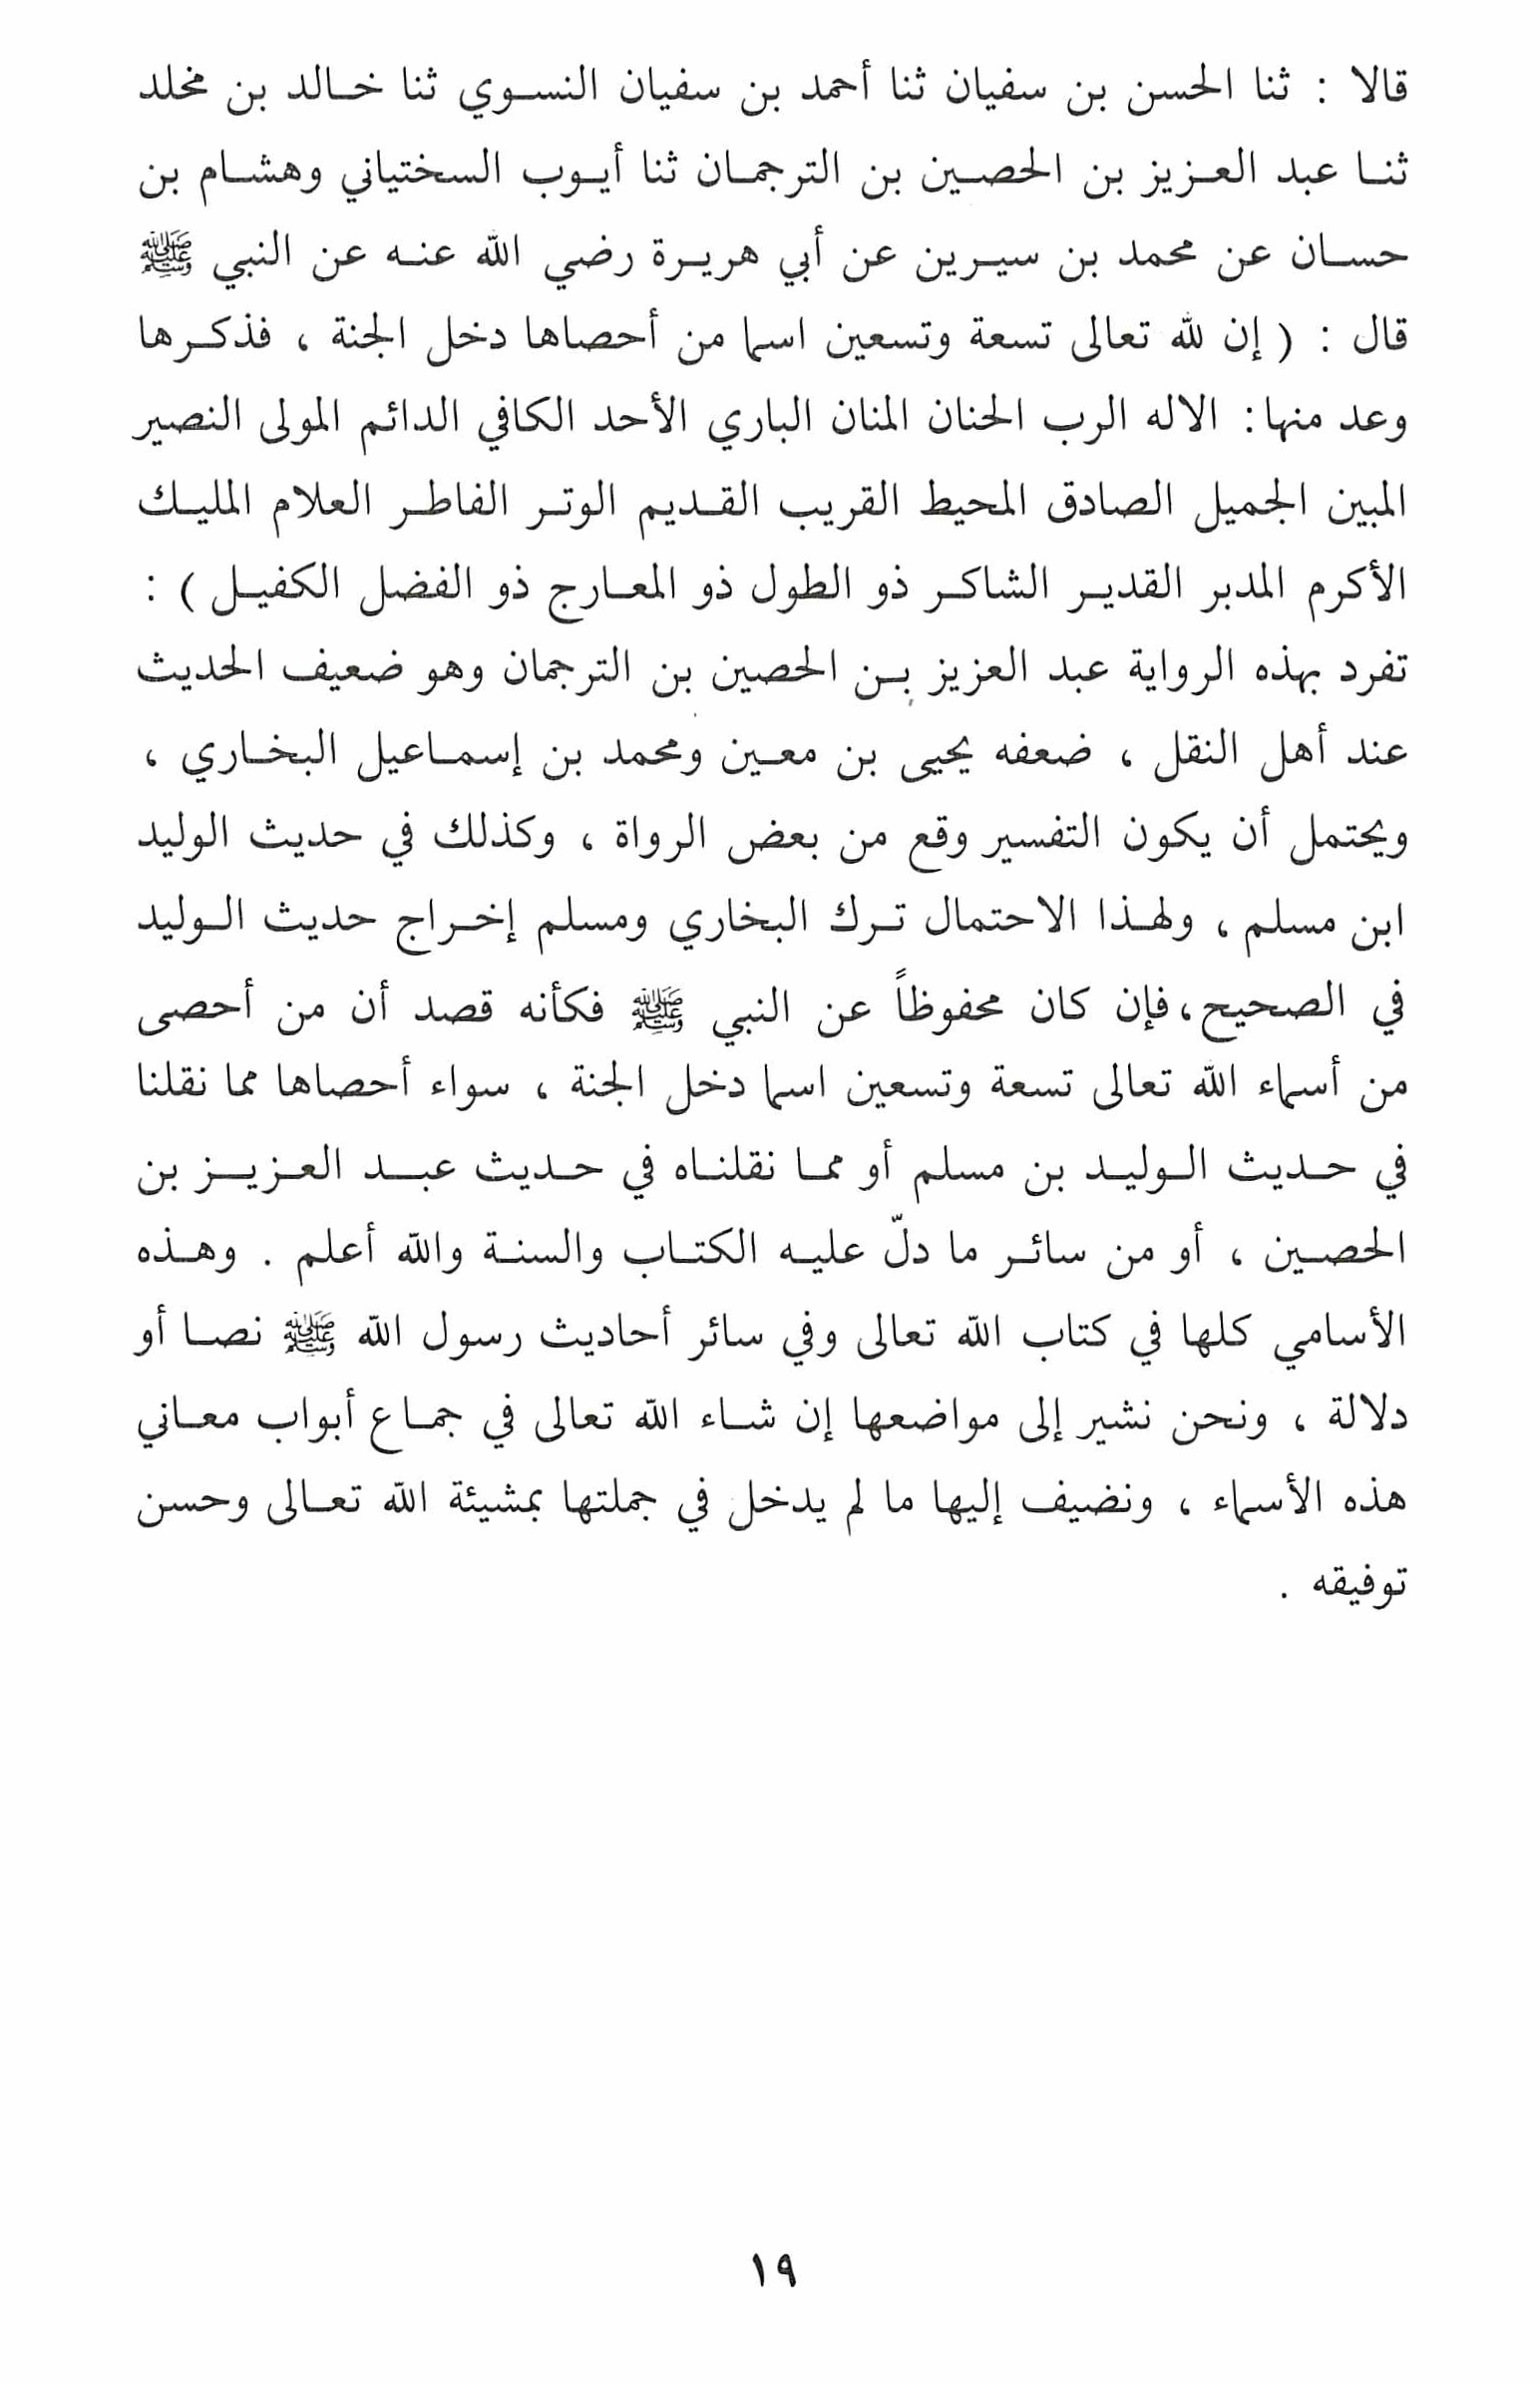 قالا : ثنا الحسن بن سفيان ثنا أحمد بن سفيان النسوي ثنا خالد بن مخلد
ثنا عبد العزيز بن الحصين بن الترجمان ثنا أيوب السختياني وهشام بن
حسان عن محمد بن سيرين عن أبي هريرة رضي الله عنه عن النبي ﷺ
قال : ( إن لله تعالى تسعة وتسعين اسما من أحصاها دخل الجنة ، فذكرها
وعد منها: الاله الرب الحنان المنان الباري الأحد الكافي الدائم المولى النصير
المبين الجميل الصادق المحيط القريب القديم الوتر الفاطر العلام المليك
الأكرم المدبر القدير الشاكر ذو الطول ذو المعارج ذو الفضل الكفيل ) :
تفرد بهذه الرواية عبد العزيز بن الحصين بن الترجمان وهو ضعيف الحديث
عند أهل النقل ، ضعفه يحيى بن معين ومحمد بن إسماعيل البخاري ،
ويحتمل أن يكون التفسير وقع من بعض الرواة ، وكذلك في حديث الوليد
ابن مسلم ، ولهذا الاحتمال ترك البخاري ومسلم إخراج حديث الوليد
في الصحيح، فإن كان محفوظاً عن النبي ﷺ فكأنه قصد أن من أحصى
من أسماء الله تعالى تسعة وتسعين اسما دخل الجنة ، سواء أحصاها مما نقلنا
في حديث الوليد بن مسلم أو مما نقلناه في حديث عبد العزيز بن
الحصين ، أو من سائر ما دلّ عليه الكتاب والسنة والله أعلم . وهذه
الأسامي كلها في كتاب الله تعالى وفي سائر أحاديث رسول الله ﷺ نصا أو
دلالة ، ونحن نشير إلى مواضعها إن شاء الله تعالى في جماع أبواب معاني
هذه الأسماء ، ونضيف إليها ما لم يدخل في جملتها بمشيئة الله تعالى وحسن
توفيقه .
١٩